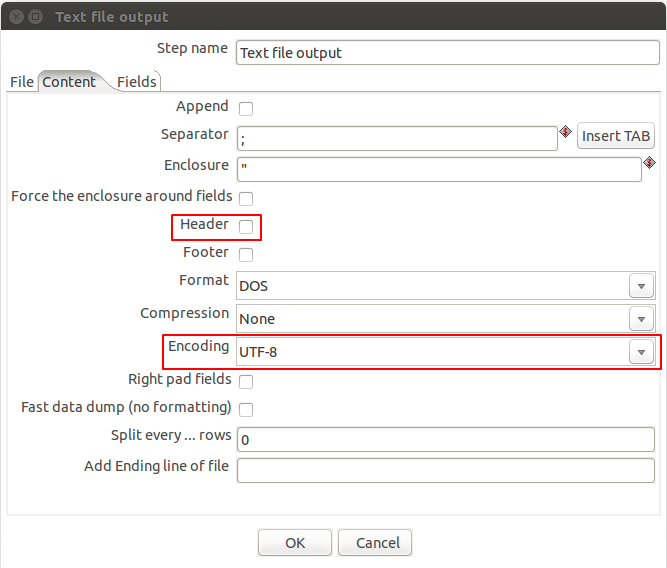 Text file output
Step name Text file output
File Content Fields
Append
Separator ; Insert TAB
Enclosure "
Force the enclosure around fields
Header
Footer
Format DOS
Compression None
Encoding UTF-8
Right pad fields
Fast data dump (no formatting)
Split every ... rows 0
Add Ending line of file
OK Cancel